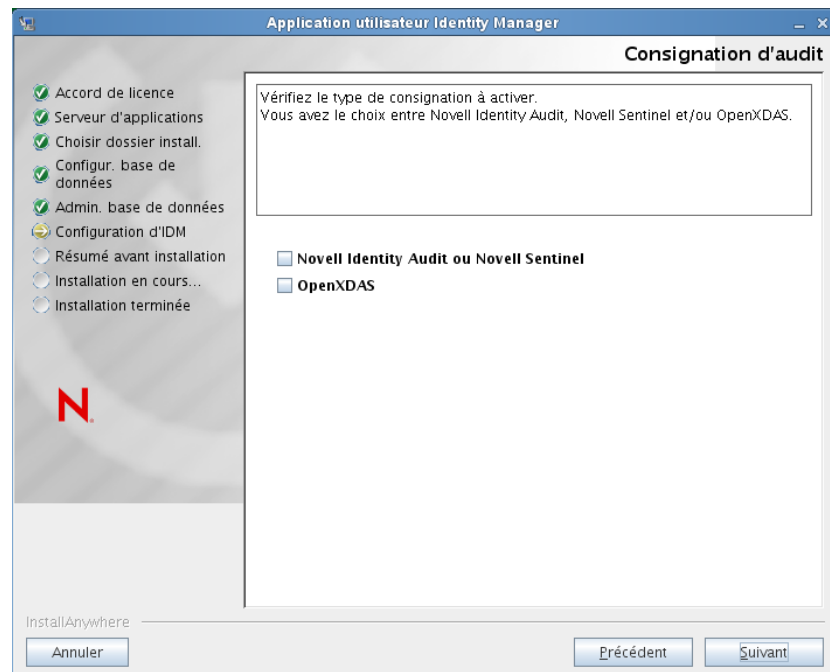 Application utilisateur Identity Manager
Consignation d'audit
Accord de licence
Serveur d'applications
Choisir dossier install.
Configur. base de
données
Admin. base de données
Configuration d'IDM
Résumé avant installation
Installation en cours...
Installation terminée
N
Vérifiez le type de consignation à activer.
Vous avez le choix entre Novell Identity Audit, Novell Sentinel et/ou OpenXDAS.
Novell Identity Audit ou Novell Sentinel
OpenXDAS
InstallAnywhere
Annuler
Précédent
Suivant